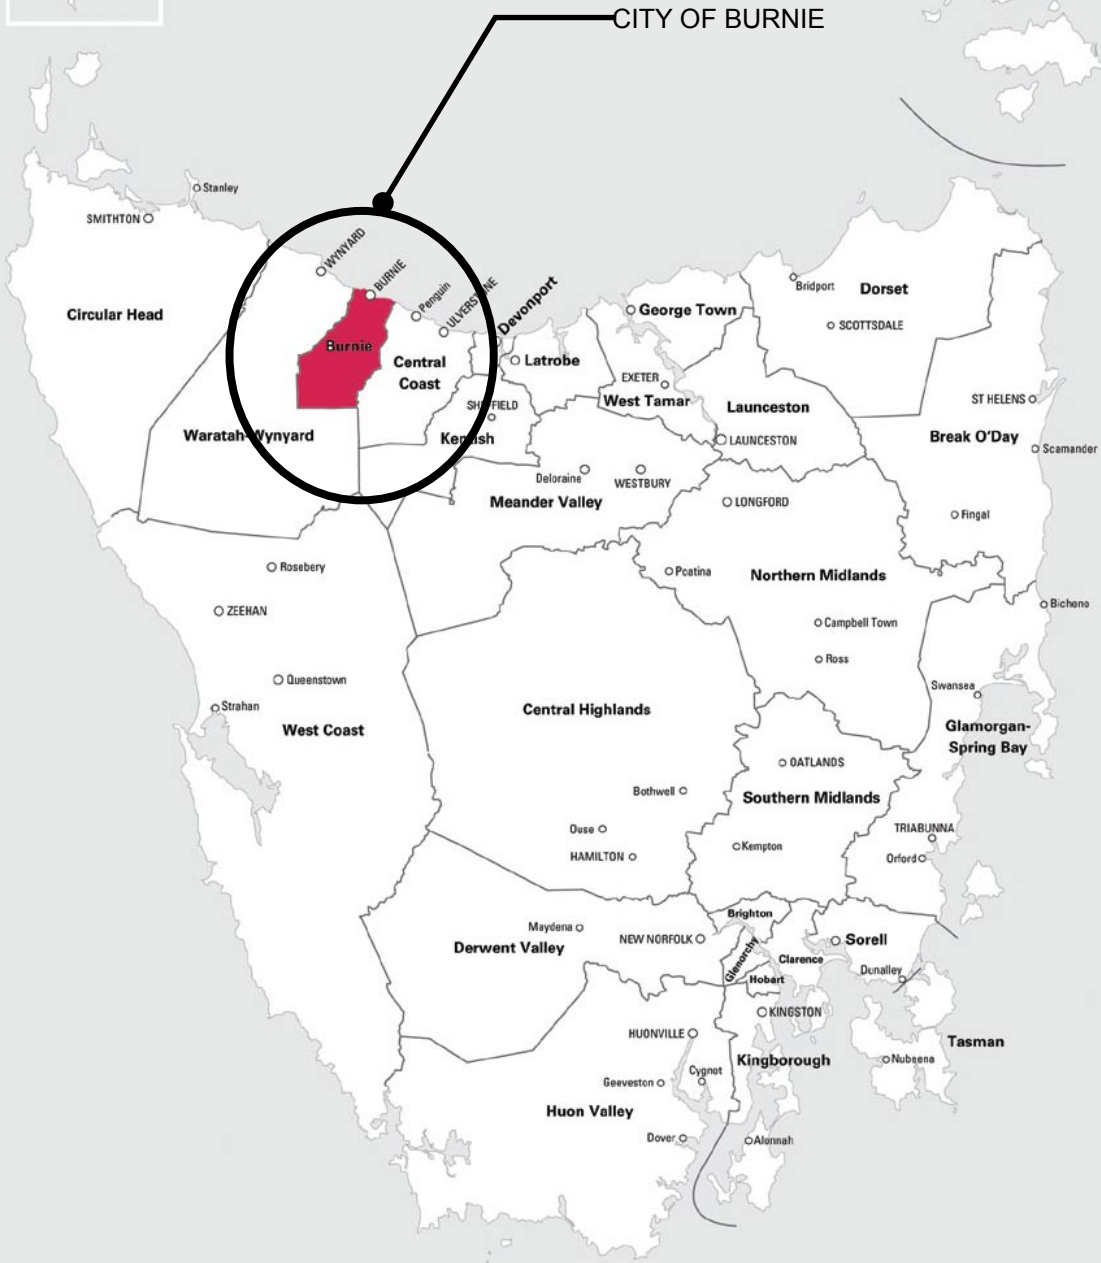 CITY OF BURNIE
Stanley
SMITHTON
WYNYARD
BURNIE
Penguin
ULVERSTONE
Devonport
Circular Head
Burnie
Central
Coast
Latrobe
George Town
Bridport
Dorset
SCOTTSDALE
EXETER
West Tamar
Launceston
LAUNCESTON
ST HELENS
Break O'Day
Scamander
Fingal
Waratah-Wynyard
SHEFFIELD
Kentish
Deloraine
WESTBURY
Meander Valley
LONGFORD
Rosebery
ZEEHAN
Queenstown
Strahan
West Coast
Poatina
Northern Midlands
Campbell Town
Ross
Bicheno
Swansea
Glamorgan-
Spring Bay
Central Highlands
OATLANDS
Southern Midlands
Bothwell
Ouse
HAMILTON
Kempton
TRIABUNNA
Orford
Maydena
Derwent Valley
NEW NORFOLK
Brighton
Glenorchy
Hobart
Clarence
Sorell
Dunalley
KINGSTON
Kingborough
Tasman
Nubeena
HUONVILLE
Geeveston
Cygnet
Huon Valley
Dover
Alonnah